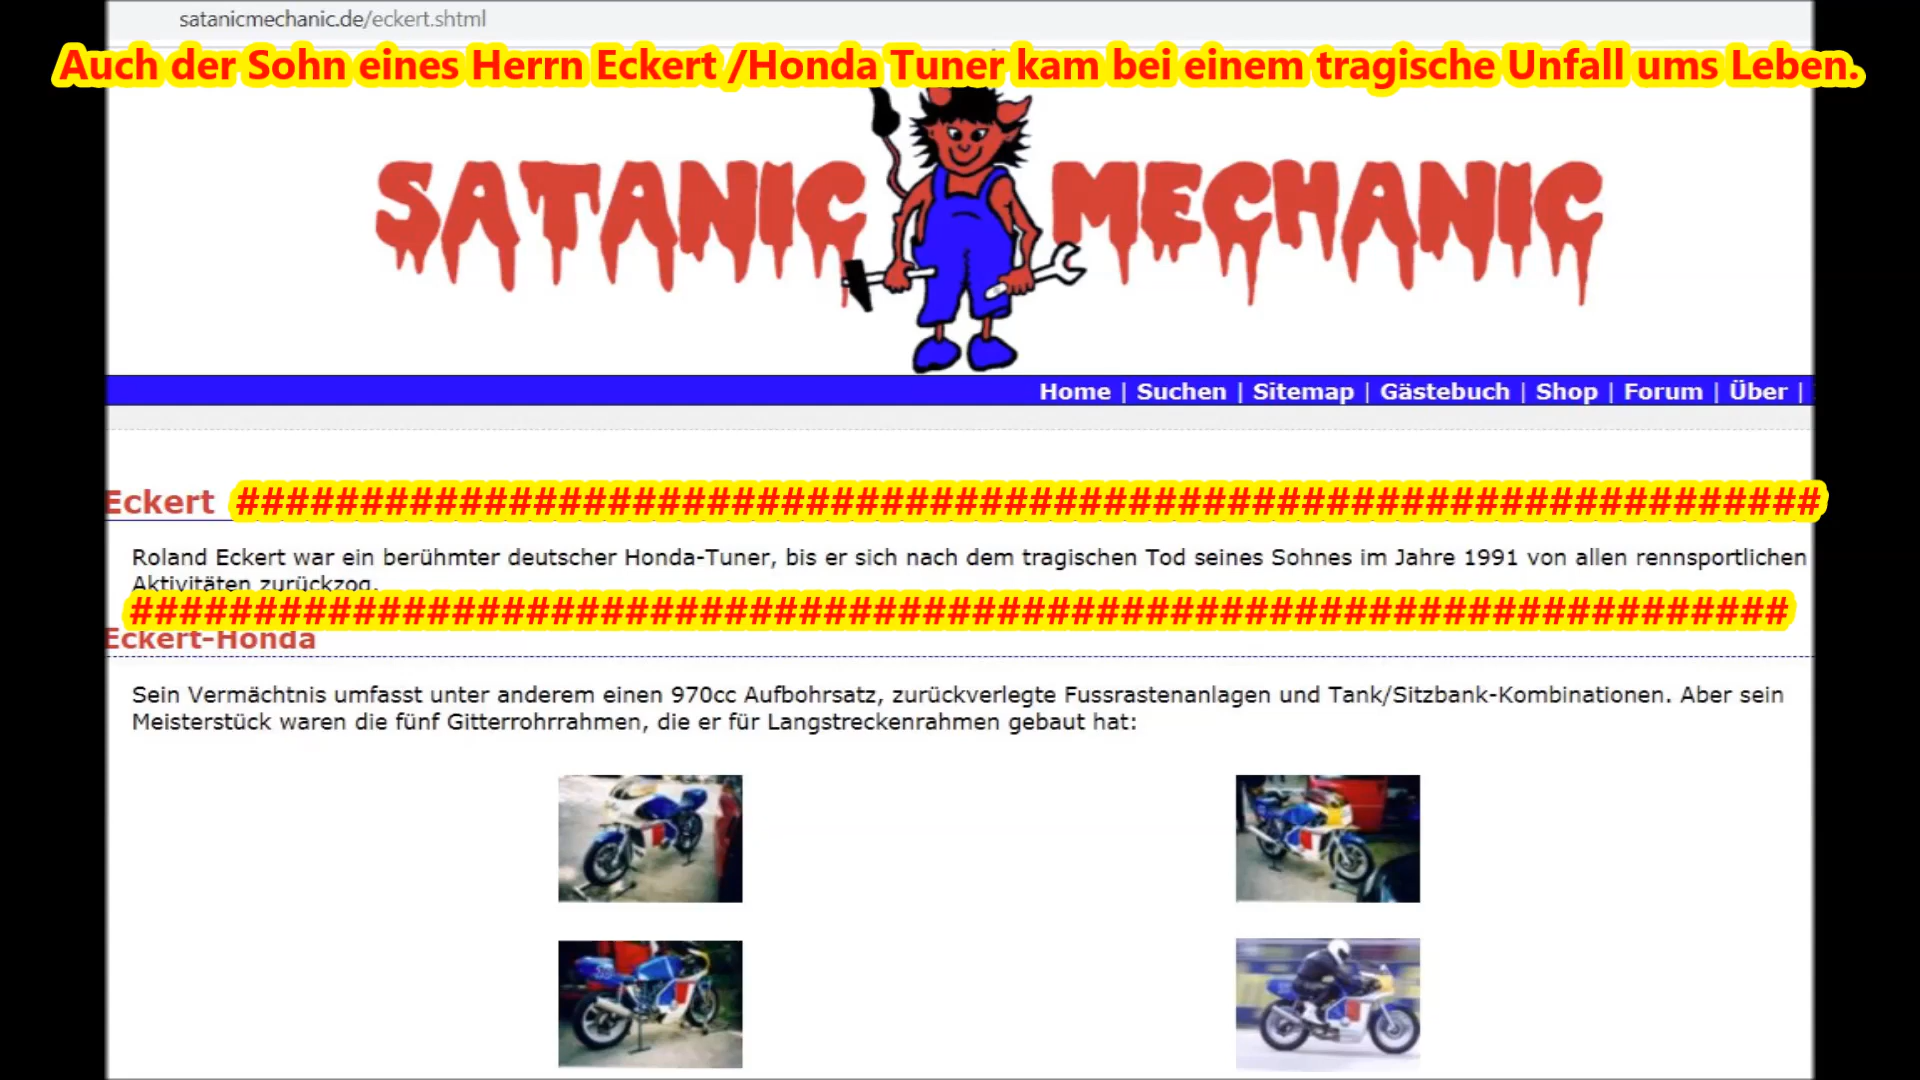 satanicmechanic.de/eckert.shtml
Auch der Sohn eines Herrn Eckert /Honda Tuner kam bei einem tragische Unfall ums Leben.
SATANIC MECHANIC
Home | Suchen | Sitemap | Gästebuch | Shop | Forum | Über |
Eckert ################################################################
Roland Eckert war ein berühmter deutscher Honda-Tuner, bis er sich nach dem tragischen Tod seines Sohnes im Jahre 1991 von allen rennsportlichen
Aktivitäten zurückzog.
###################################################################
Eckert-Honda
Sein Vermächtnis umfasst unter anderem einen 970cc Aufbohrsatz, zurückverlegte Fussrastenanlagen und Tank/Sitzbank-Kombinationen. Aber sein
Meisterstück waren die fünf Gitterrohrrahmen, die er für Langstreckenrahmen gebaut hat: